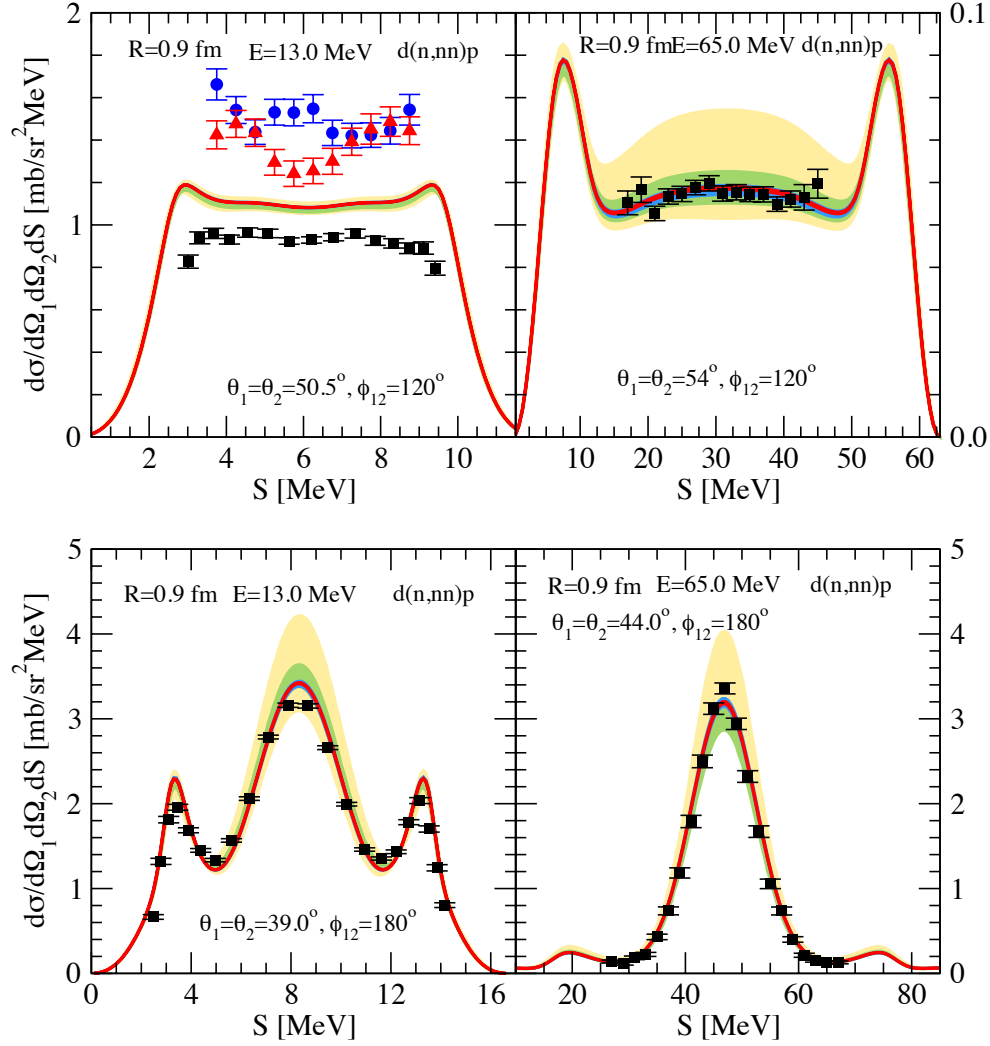 R=0.9 fm E=13.0 MeV d(n,nn)p
R=0.9 fm E=65.0 MeV d(n,nn)p
dσ/dΩ₁dΩ₂dS [mb/sr²MeV]
2
1
0
0.1
0.0
θ₁=θ₂=50.5°, ϕ₁₂=120°
θ₁=θ₂=54°, ϕ₁₂=120°
2 4 6 8 10
10 20 30 40 50 60
S [MeV]
S [MeV]
R=0.9 fm E=13.0 MeV d(n,nn)p
R=0.9 fm E=65.0 MeV d(n,nn)p
θ₁=θ₂=44.0°, ϕ₁₂=180°
dσ/dΩ₁dΩ₂dS [mb/sr²MeV]
5
4
3
2
1
0
5
4
3
2
1
0
θ₁=θ₂=39.0°, ϕ₁₂=180°
0 4 8 12 16
20 40 60 80
S [MeV]
S [MeV]